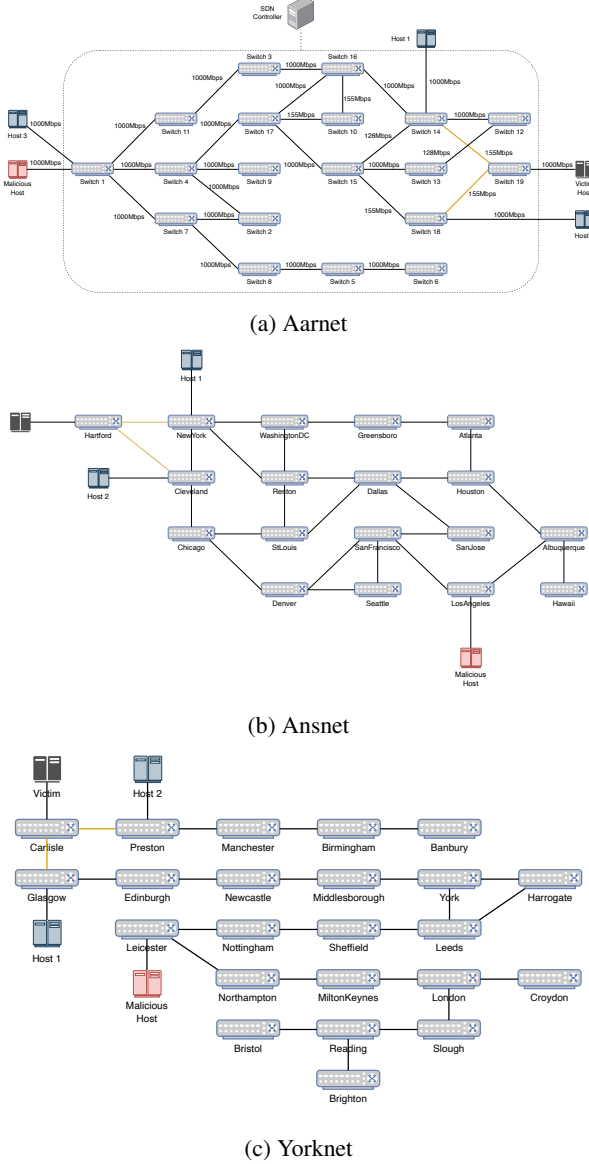 SDN
Controller
Host 1
Switch 3
1000Mbps
Switch 16
1000Mbps
1000Mbps
1000Mbps
1000Mbps
155Mbps
1000Mbps
Host 3
1000Mbps
Switch 11
1000Mbps
Switch 17
155Mbps
Switch 10
128Mbps
Switch 14
1000Mbps
Switch 12
1000Mbps
Switch 1
1000Mbps
Switch 4
1000Mbps
Switch 9
1000Mbps
Switch 15
1000Mbps
128Mbps
Switch 13
155Mbps
Switch 19
1000Mbps
Malicious
Host
1000Mbps
155Mbps
155Mbps
Host
1000Mbps
Switch 7
1000Mbps
Switch 2
Switch 18
1000Mbps
Host
1000Mbps
Switch 8
1000Mbps
Switch 5
1000Mbps
Switch 6
(a) Aarnet
Host 1
Hartford
NewYork
WashingtonDC
Greensboro
Atlanta
Host 2
Cleveland
Reston
Dallas
Houston
Chicago
StLouis
SanFrancisco
SanJose
Albuquerque
Denver
Seattle
LosAngeles
Hawaii
Malicious
Host
(b) Ansnet
Victim
Host 2
Carlisle
Preston
Manchester
Birmingham
Banbury
Glasgow
Edinburgh
Newcastle
Middlesborough
York
Harrogate
Host 1
Leicester
Nottingham
Sheffield
Leeds
Malicious
Host
Northampton
MiltonKeynes
London
Croydon
Bristol
Reading
Slough
Brighton
(c) Yorknet